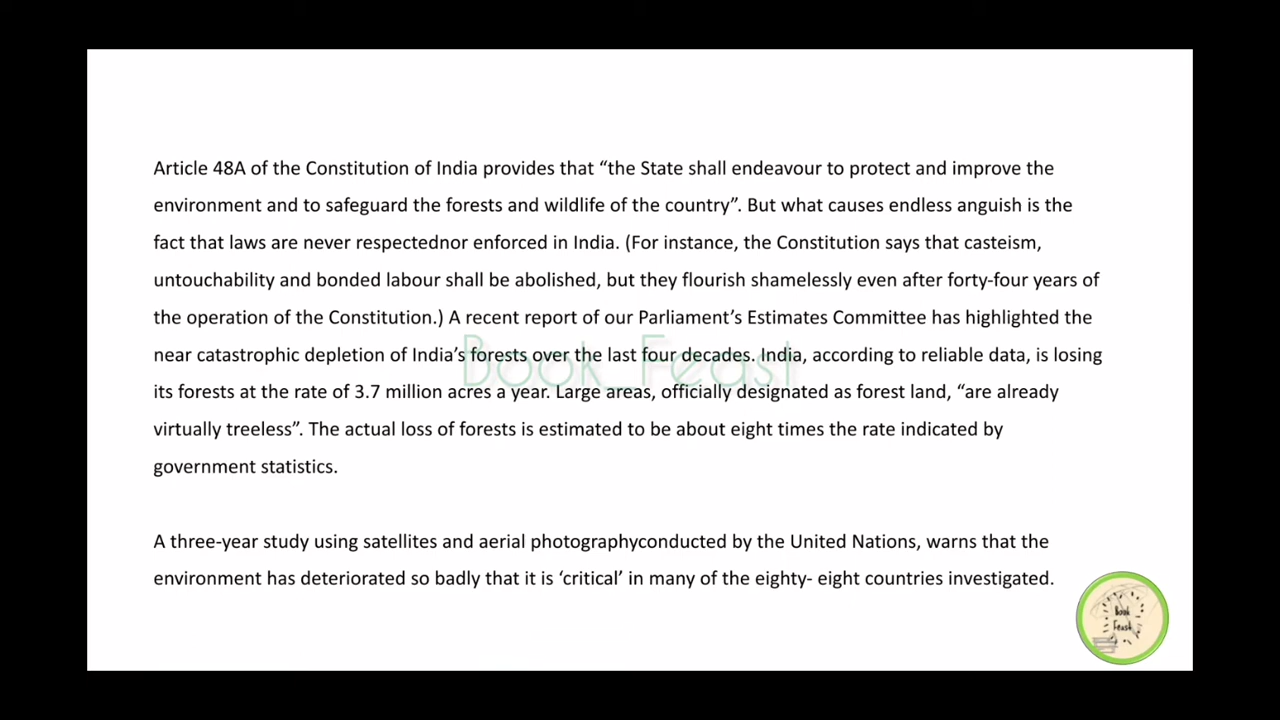 Article 48A of the Constitution of India provides that “the State shall endeavour to protect and improve the
environment and to safeguard the forests and wildlife of the country”. But what causes endless anguish is the
fact that laws are never respectednor enforced in India. (For instance, the Constitution says that casteism,
untouchability and bonded labour shall be abolished, but they flourish shamelessly even after forty-four years of
the operation of the Constitution.) A recent report of our Parliament’s Estimates Committee has highlighted the
near catastrophic depletion of India’s forests over the last four decades. India, according to reliable data, is losing
its forests at the rate of 3.7 million acres a year. Large areas, officially designated as forest land, “are already
virtually treeless”. The actual loss of forests is estimated to be about eight times the rate indicated by
government statistics.
A three-year study using satellites and aerial photographyconducted by the United Nations, warns that the
environment has deteriorated so badly that it is ‘critical’ in many of the eighty- eight countries investigated.
Book_Feast
Book
Feast